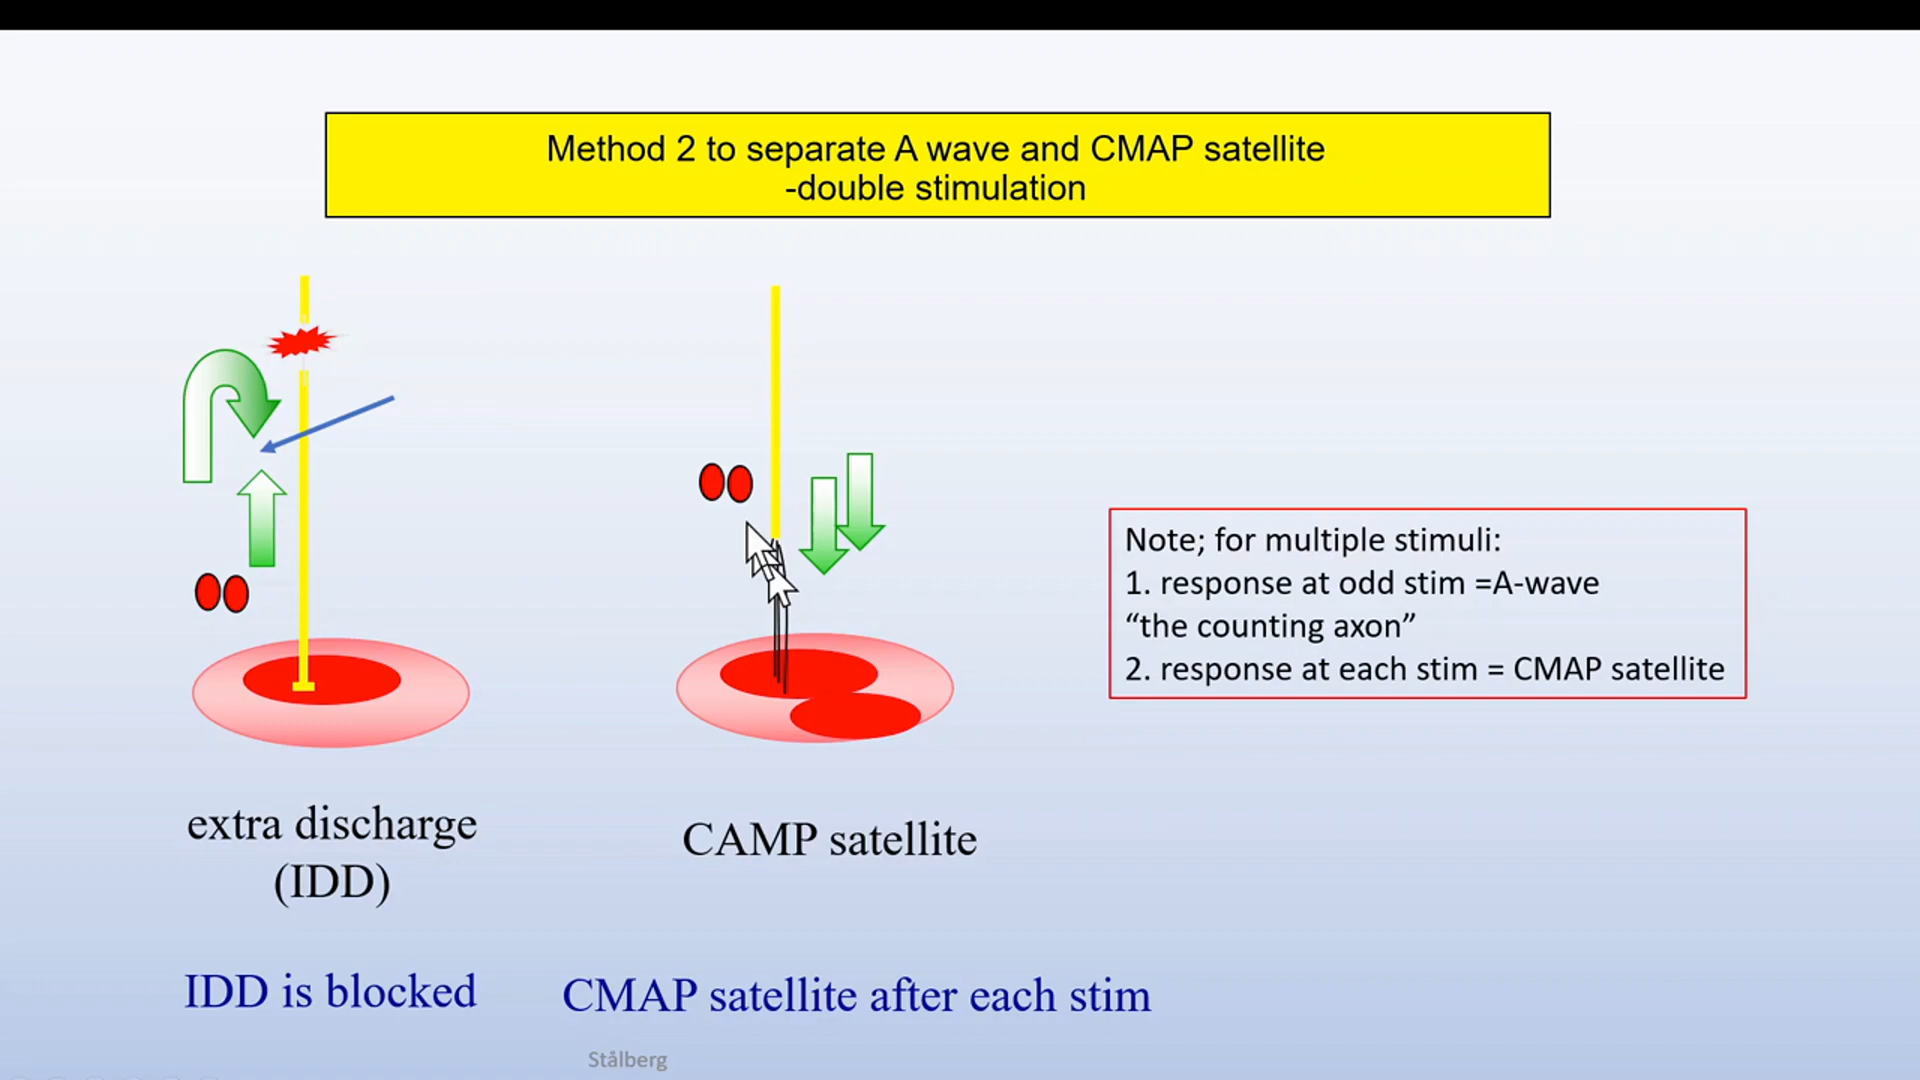 Method 2 to separate A wave and CMAP satellite
-double stimulation
Note; for multiple stimuli:
1. response at odd stim =A-wave
“the counting axon”
2. response at each stim = CMAP satellite
extra discharge
(IDD)
CAMP satellite
IDD is blocked
CMAP satellite after each stim
Stålberg